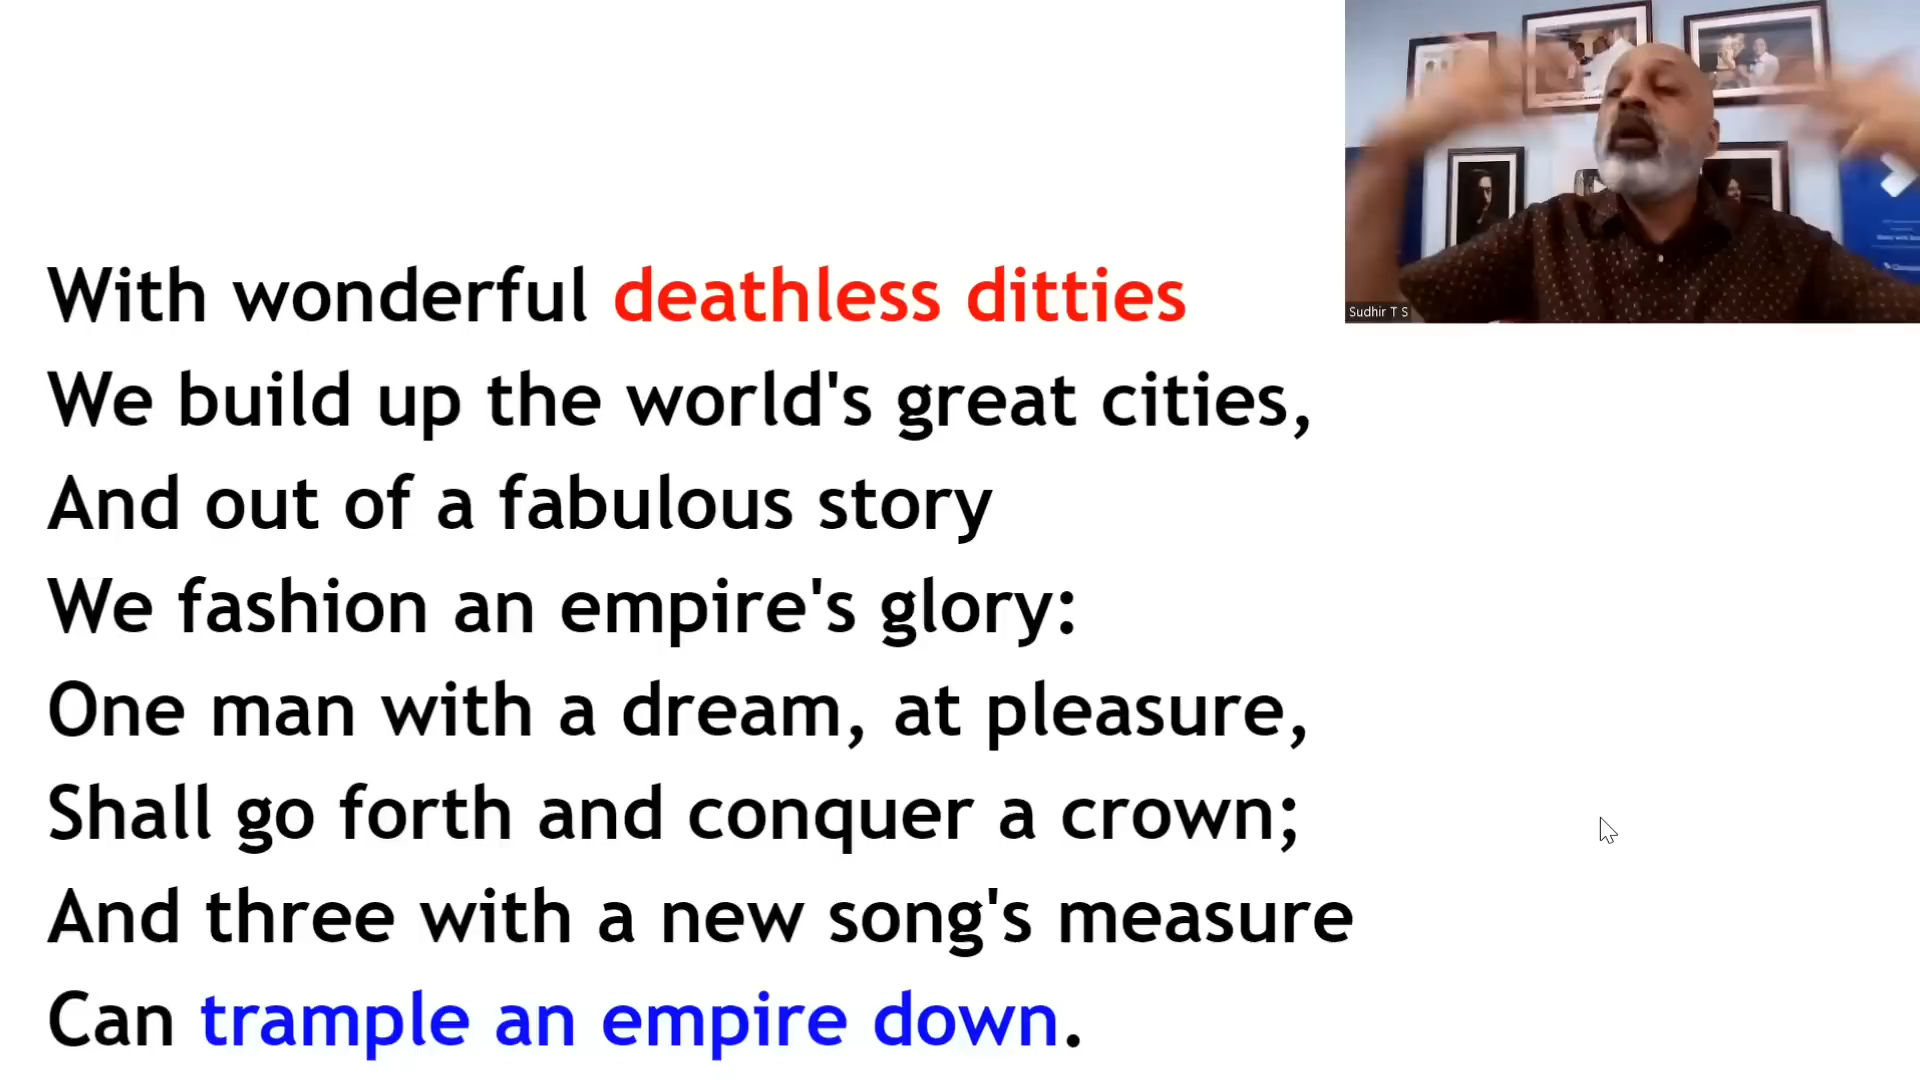 With wonderful deathless ditties
We build up the world's great cities,
And out of a fabulous story
We fashion an empire's glory:
One man with a dream, at pleasure,
Shall go forth and conquer a crown;
And three with a new song's measure
Can trample an empire down.
Sudhir T S